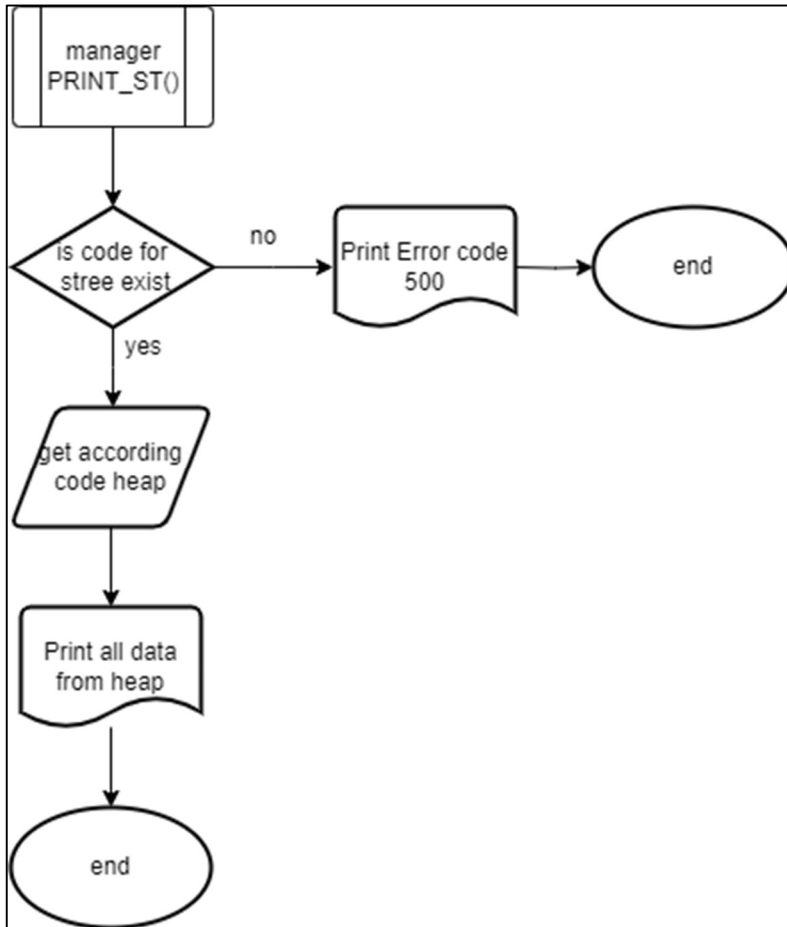 manager
PRINT_ST()
is code for
stree exist
no
Print Error code
500
end
yes
get according
code heap
Print all data
from heap
end